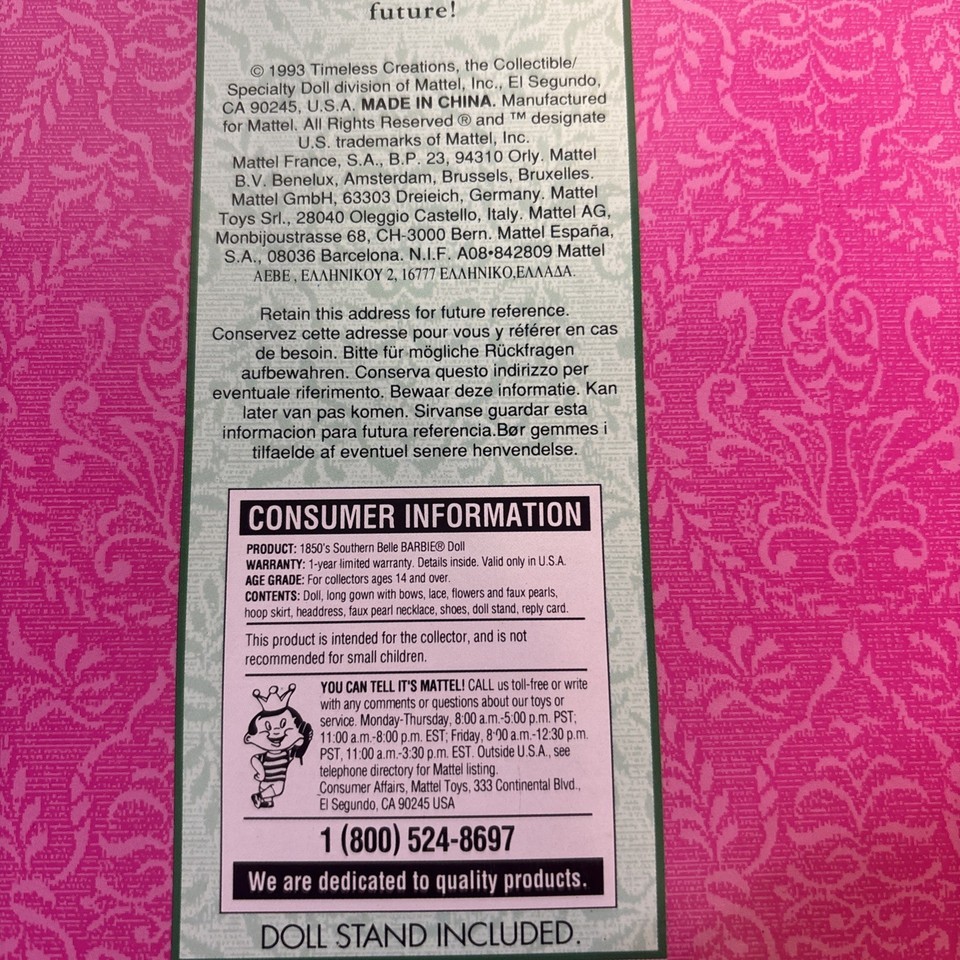 future!
© 1993 Timeless Creations, the Collectible/
Specialty Doll division of Mattel, Inc., El Segundo,
CA 90245, U.S.A. MADE IN CHINA. Manufactured
for Mattel. All Rights Reserved ® and ™ designate
U.S. trademarks of Mattel, Inc.
Mattel France, S.A., B.P. 23, 94310 Orly. Mattel
B.V. Benelux, Amsterdam, Brussels, Bruxelles.
Mattel GmbH, 63303 Dreieich, Germany. Mattel
Toys Srl., 28040 Oleggio Castello, Italy. Mattel AG,
Monbijoustrasse 68, CH-3000 Bern. Mattel España,
S.A., 08036 Barcelona. N.I.F. A08•842809 Mattel
ΑΕΒΕ, ΕΛΛΗΝΙΚΟΥ 2, 16777 ΕΛΛΗΝΙΚΟ,ΕΛΛΑΔΑ.
Retain this address for future reference.
Conservez cette adresse pour vous y référer en cas
de besoin. Bitte für mögliche Rückfragen
aufbewahren. Conserva questo indirizzo per
eventuale riferimento. Bewaar deze informatie. Kan
later van pas komen. Sirvanse guardar esta
informacion para futura referencia.Bør gemmes i
tilfaelde af eventuel senere henvendelse.
CONSUMER INFORMATION
PRODUCT: 1850's Southern Belle BARBIE® Doll
WARRANTY: 1-year limited warranty. Details inside. Valid only in U.S.A.
AGE GRADE: For collectors ages 14 and over.
CONTENTS: Doll, long gown with bows, lace, flowers and faux pearls,
hoop skirt, headdress, faux pearl necklace, shoes, doll stand, reply card.
This product is intended for the collector, and is not
recommended for small children.
YOU CAN TELL IT'S MATTEL! CALL us toll-free or write
with any comments or questions about our toys or
service. Monday-Thursday, 8:00 a.m.-5:00 p.m. PST;
11:00 a.m.-8:00 p.m. EST; Friday, 8:00 a.m.-12:30 p.m.
PST, 11:00 a.m.-3:30 p.m. EST. Outside U.S.A., see
telephone directory for Mattel listing.
Consumer Affairs, Mattel Toys, 333 Continental Blvd.,
El Segundo, CA 90245 USA
1 (800) 524-8697
We are dedicated to quality products.
DOLL STAND INCLUDED.